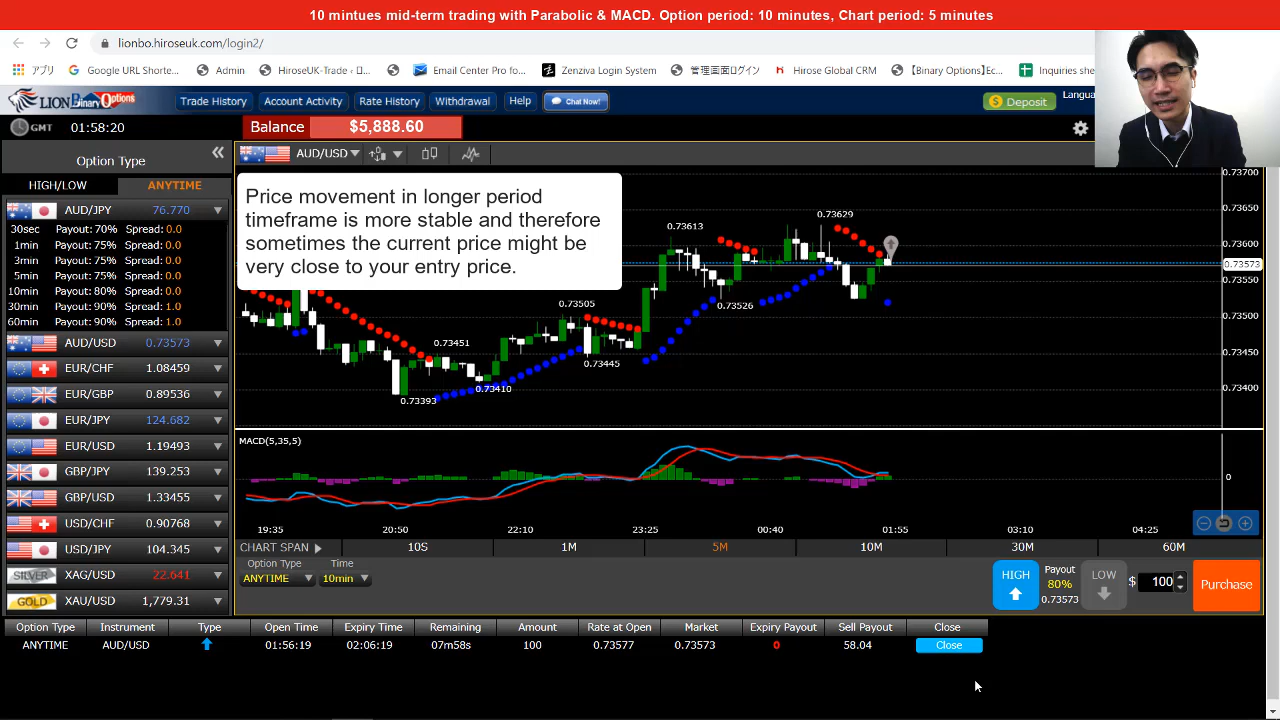 10 mintues mid-term trading with Parabolic & MACD. Option period: 10 minutes, Chart period: 5 minutes
lionbo.hiroseuk.com/login2/
アプリ Google URL Shorte... Admin HiroseUK-Trade ‹ ロ... Email Center Pro fo... Zenziva Login System 管理画面ログイン Hirose Global CRM 【Binary Options】Ec... Inquiries she
LION Binary Options Trade History Account Activity Rate History Withdrawal Help Chat Now! $ Deposit Langua
GMT 01:58:20 Balance $5,888.60
Option Type «
HIGH/LOW ANYTIME
AUD/JPY 76.770
30sec Payout: 70% Spread: 0.0
1min Payout: 75% Spread: 0.0
3min Payout: 75% Spread: 0.0
5min Payout: 75% Spread: 0.0
10min Payout: 80% Spread: 0.0
30min Payout: 90% Spread: 1.0
60min Payout: 90% Spread: 1.0
AUD/USD 0.73573
EUR/CHF 1.08459
EUR/GBP 0.89536
EUR/JPY 124.682
EUR/USD 1.19493
GBP/JPY 139.253
GBP/USD 1.33455
USD/CHF
USD/JPY 104.345
SILVER XAG/USD 22.641
GOLD XAU/USD 1,779.31
AUD/USD
Price movement in longer period
timeframe is more stable and therefore
sometimes the current price might be
very close to your entry price.
0.73613
0.73629
0.73505
0.73526
0.73451
0.73445
0.73410
0.73393
0.73700
0.73650
0.73600
0.73573
0.73550
0.73500
0.73450
0.73400
MACD(5,35,5)
0
19:35 20:50 22:10 23:25 00:40 01:55 03:10 04:25
CHART SPAN 10S 1M 5M 10M 30M 60M
Option Type Time
ANYTIME 10min
HIGH
Payout
80%
0.73573
LOW
$ 100
Purchase
Option Type Instrument Type Open Time Expiry Time Remaining Amount Rate at Open Market Expiry Payout Sell Payout Close
ANYTIME AUD/USD 01:56:19 02:06:19 07m58s 100 0.73577 0.73573 0 58.04 Close